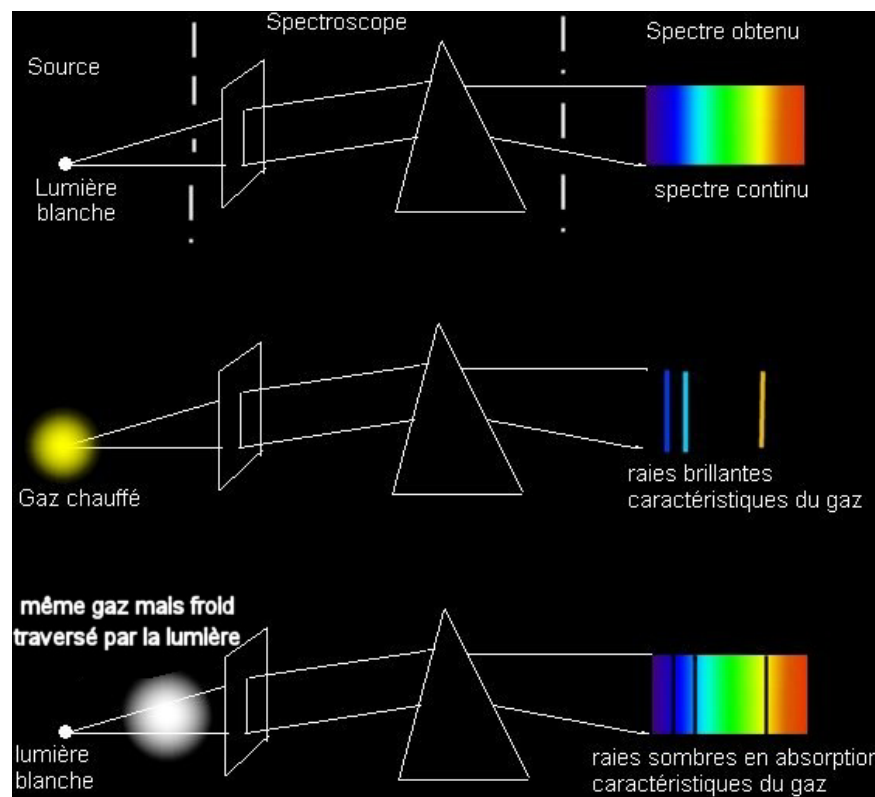 Spectroscope
Spectre obtenu
Source
Lumière
blanche
spectre continu
Gaz chauffé
raies brillantes
caractéristiques du gaz
même gaz mais froid
traversé par la lumière
lumière
blanche
raies sombres en absorption
caractéristiques du gaz